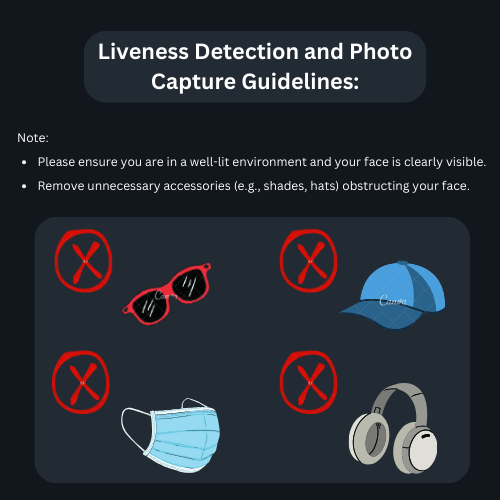 Liveness Detection and Photo
Capture Guidelines:
Note:
• Please ensure you are in a well-lit environment and your face is clearly visible.
• Remove unnecessary accessories (e.g., shades, hats) obstructing your face.
Canva
Canva